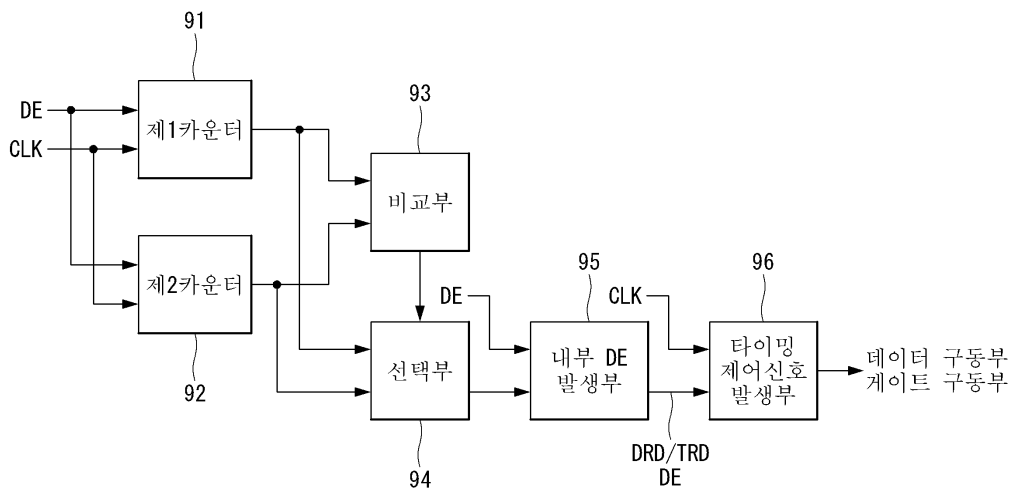 91
DE
CLK
제1카운터
93
비교부
제2카운터
92
DE
95
CLK
96
선택부
94
내부 DE
발생부
DRD/TRD
DE
타이밍
제어신호
발생부
데이터 구동부
게이트 구동부